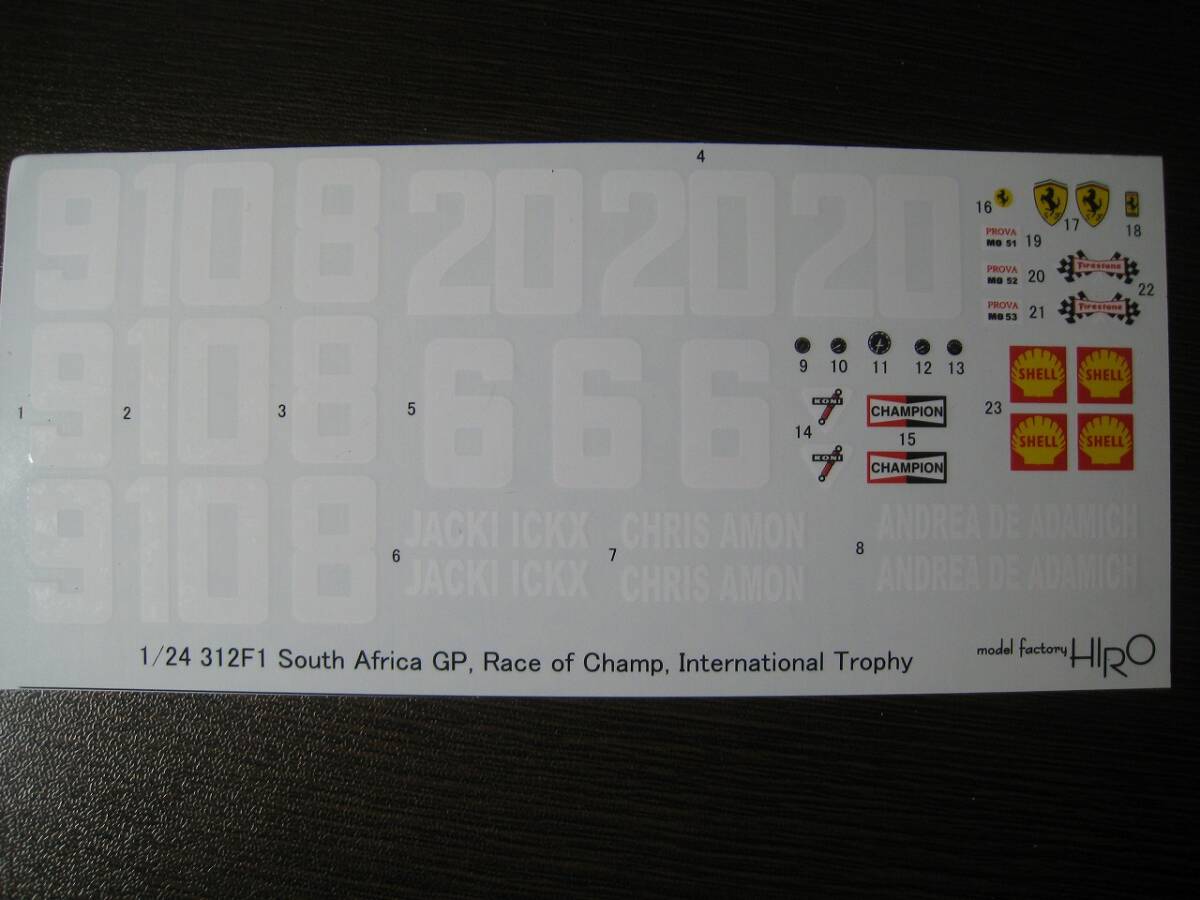 4
9 10 8 20 20 20
16
17
18
PROVA
MO 51
19
PROVA
MO 52
20
Firestone
22
PROVA
MO 53
21
Firestone
9 10 8 6 6 6
9 10 11 12 13
1
2
3
5
KONI
CHAMPION
14
15
KONI
CHAMPION
SHELL SHELL
23
SHELL SHELL
9 10 8
6
JACKI ICKX
JACKI ICKX
7
CHRIS AMON
CHRIS AMON
8
ANDREA DE ADAMICH
ANDREA DE ADAMICH
1/24 312F1 South Africa GP, Race of Champ, International Trophy
model factory HIRO